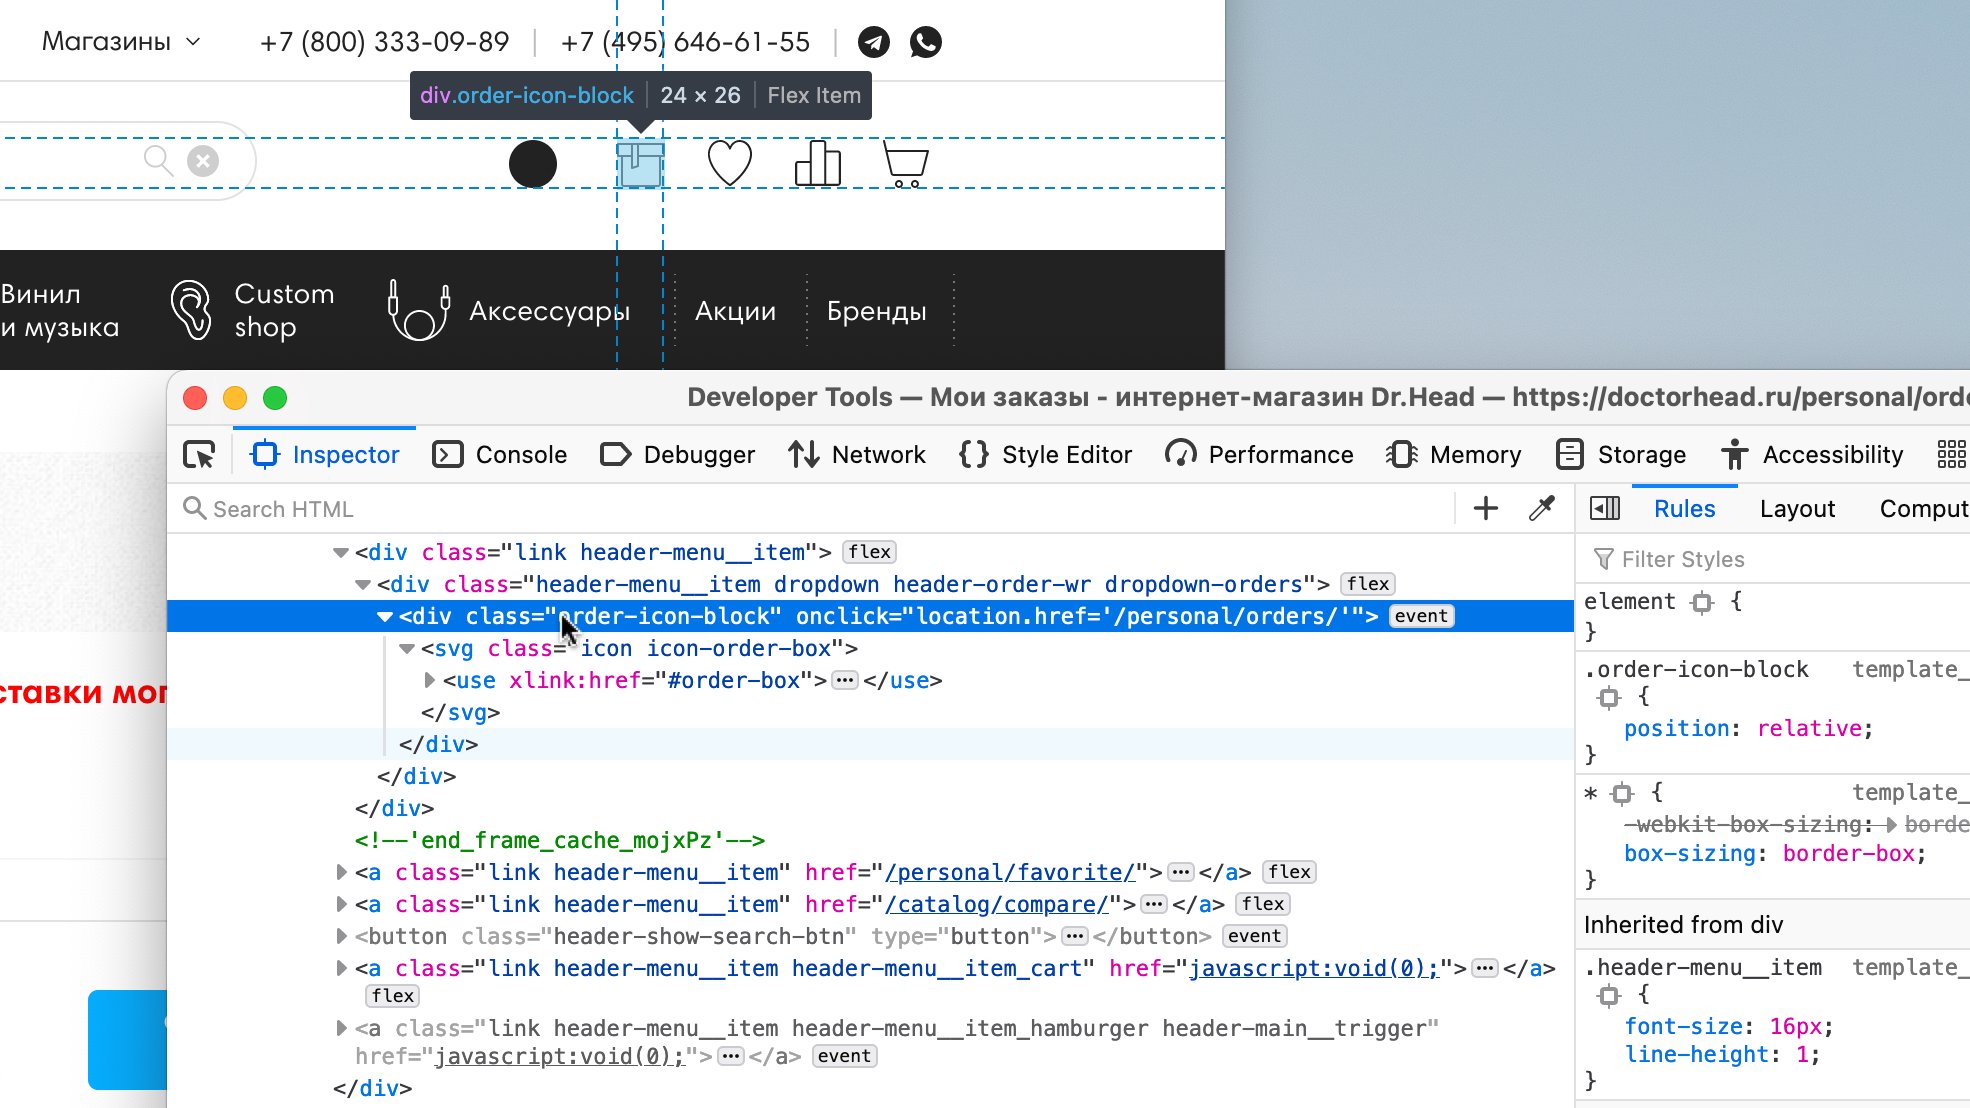 Магазины
+7 (800) 333-09-89
+7 (495) 646-61-55
div.order-icon-block
24 × 26
Flex Item
Винил
и музыка
Custom
shop
Аксессуары
Акции
Бренды
ставки мог
Developer Tools — Мои заказы - интернет-магазин Dr.Head — https://doctorhead.ru/personal/orde
Inspector
Console
Debugger
Network
Style Editor
Performance
Memory
Storage
Accessibility
Search HTML
<div class="link header-menu__item"> flex
<div class="header-menu__item dropdown header-order-wr dropdown-orders"> flex
<div class="order-icon-block" onclick="location.href='/personal/orders/'"> event
<svg class="icon icon-order-box">
<use xlink:href="#order-box">···</use>
</svg>
</div>
</div>
</div>
<!--'end_frame_cache_mojxPz'-->
<a class="link header-menu__item" href="/personal/favorite/">···</a> flex
<a class="link header-menu__item" href="/catalog/compare/">···</a> flex
<button class="header-show-search-btn" type="button">···</button> event
<a class="link header-menu__item header-menu__item_cart" href="javascript:void(0);">···</a>
flex
<a class="link header-menu__item header-menu__item_hamburger header-main__trigger"
href="javascript:void(0);">···</a> event
</div>
Rules
Layout
Comput
Filter Styles
element {
}
.order-icon-block template_
{
position: relative;
}
* { template_
-webkit-box-sizing: borde
box-sizing: border-box;
}
Inherited from div
.header-menu__item template_
{
font-size: 16px;
line-height: 1;
}